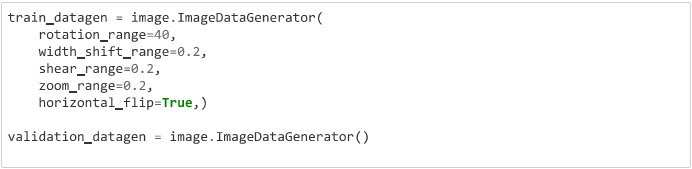 train_datagen = image.ImageDataGenerator(
    rotation_range=40,
    width_shift_range=0.2,
    shear_range=0.2,
    zoom_range=0.2,
    horizontal_flip=True,)

validation_datagen = image.ImageDataGenerator()